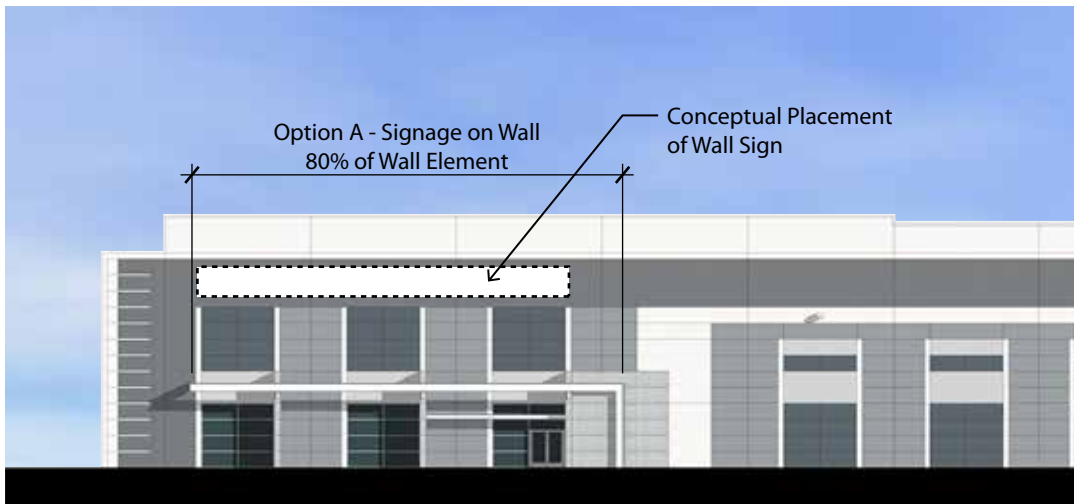 Option A - Signage on Wall
80% of Wall Element
Conceptual Placement
of Wall Sign